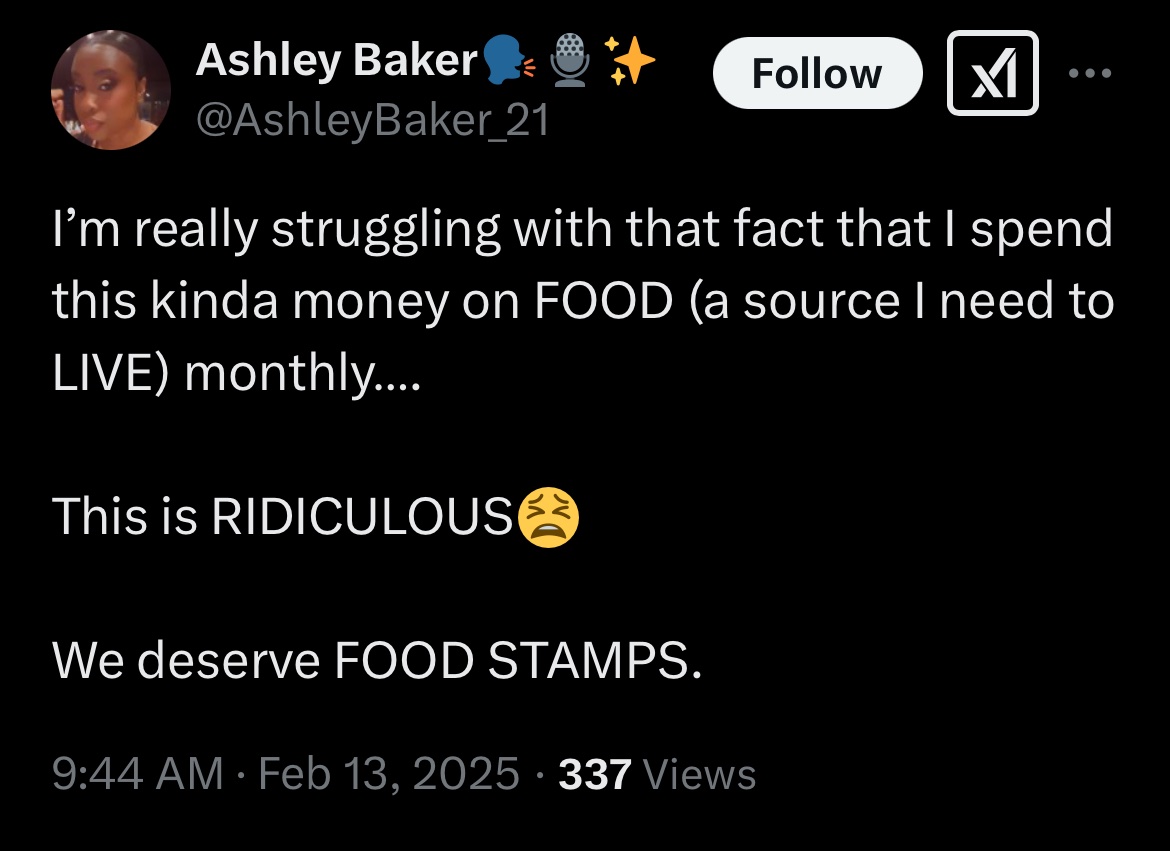 Ashley Baker🗣️🎙️✨
Follow
@AshleyBaker_21
I’m really struggling with that fact that I spend
this kinda money on FOOD (a source I need to
LIVE) monthly....
This is RIDICULOUS😫
We deserve FOOD STAMPS.
9:44 AM · Feb 13, 2025 · 337 Views